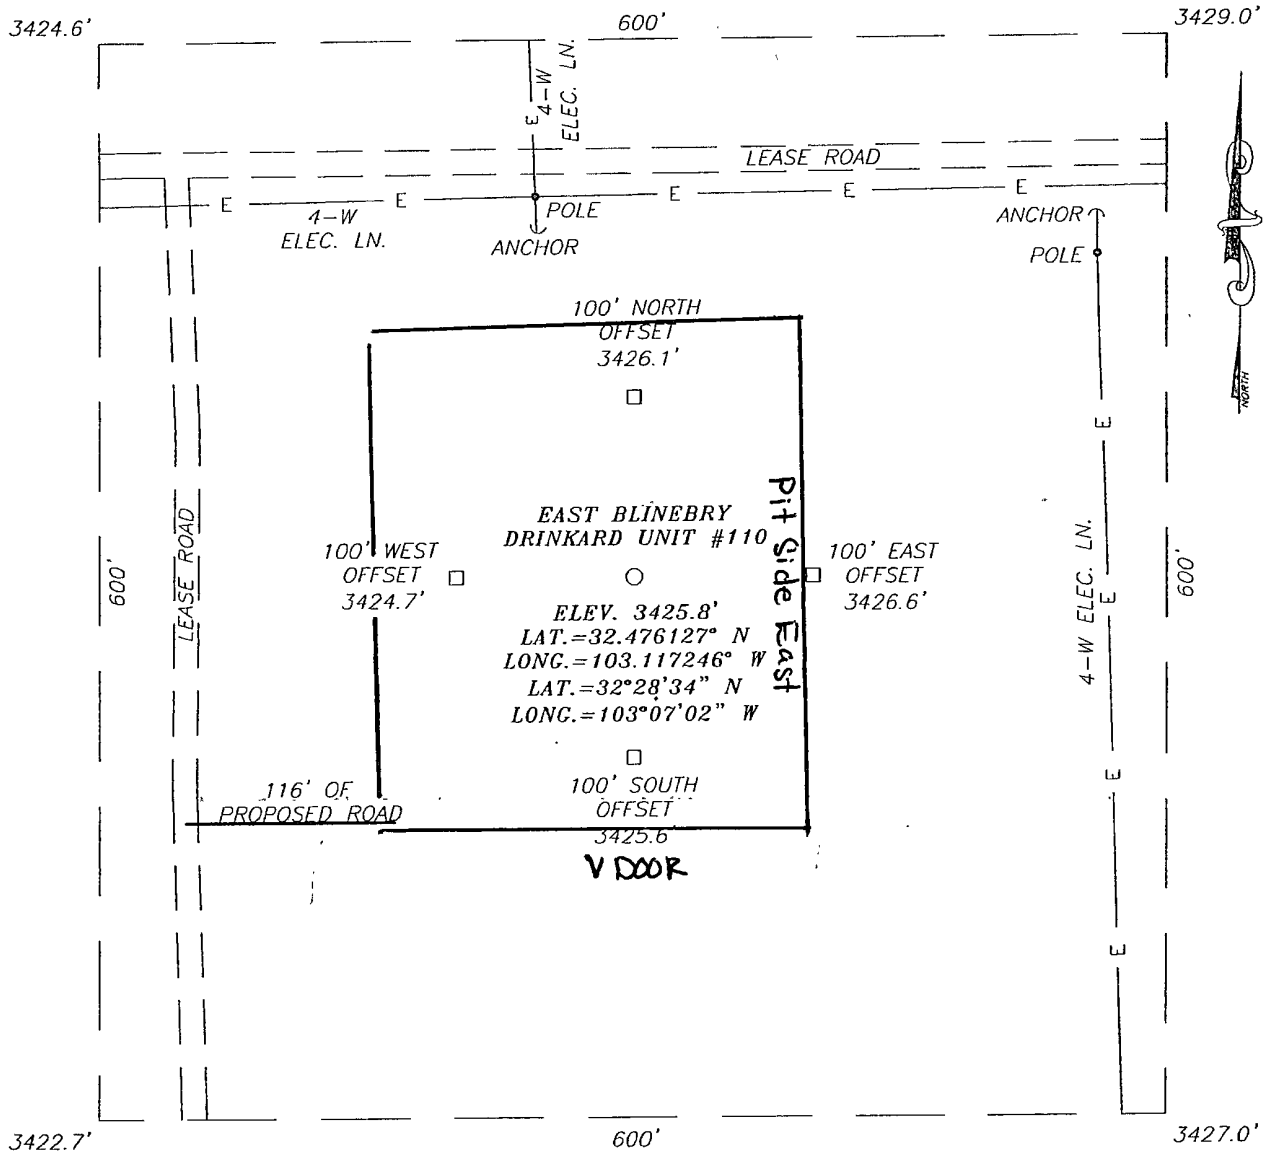 3424.6'
600'
3429.0'
4-W
ELEC. LN.
E
LEASE ROAD
E
E
E
E
E
4-W
ELEC. LN.
POLE
ANCHOR
ANCHOR
POLE
NORTH
100' NORTH
OFFSET
3426.1'
E
EAST BLINEBRY
DRINKARD UNIT #110
100' WEST
OFFSET
3424.7'
100' EAST
OFFSET
3426.6'
Pit Side East
600'
LEASE ROAD
ELEV. 3425.8'
LAT.=32.476127° N
LONG.=103.117246° W
LAT.=32°28'34" N
LONG.=103°07'02" W
4-W ELEC. LN.
E
600'
E
116' OF
PROPOSED ROAD
100' SOUTH
OFFSET
3425.6'
V DOOR
E
3422.7'
600'
3427.0'